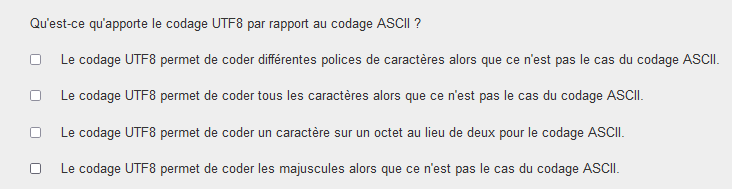 Qu'est-ce qu'apporte le codage UTF8 par rapport au codage ASCII ?
Le codage UTF8 permet de coder différentes polices de caractères alors que ce n'est pas le cas du codage ASCII.
Le codage UTF8 permet de coder tous les caractères alors que ce n'est pas le cas du codage ASCII.
Le codage UTF8 permet de coder un caractère sur un octet au lieu de deux pour le codage ASCII.
Le codage UTF8 permet de coder les majuscules alors que ce n'est pas le cas du codage ASCII.